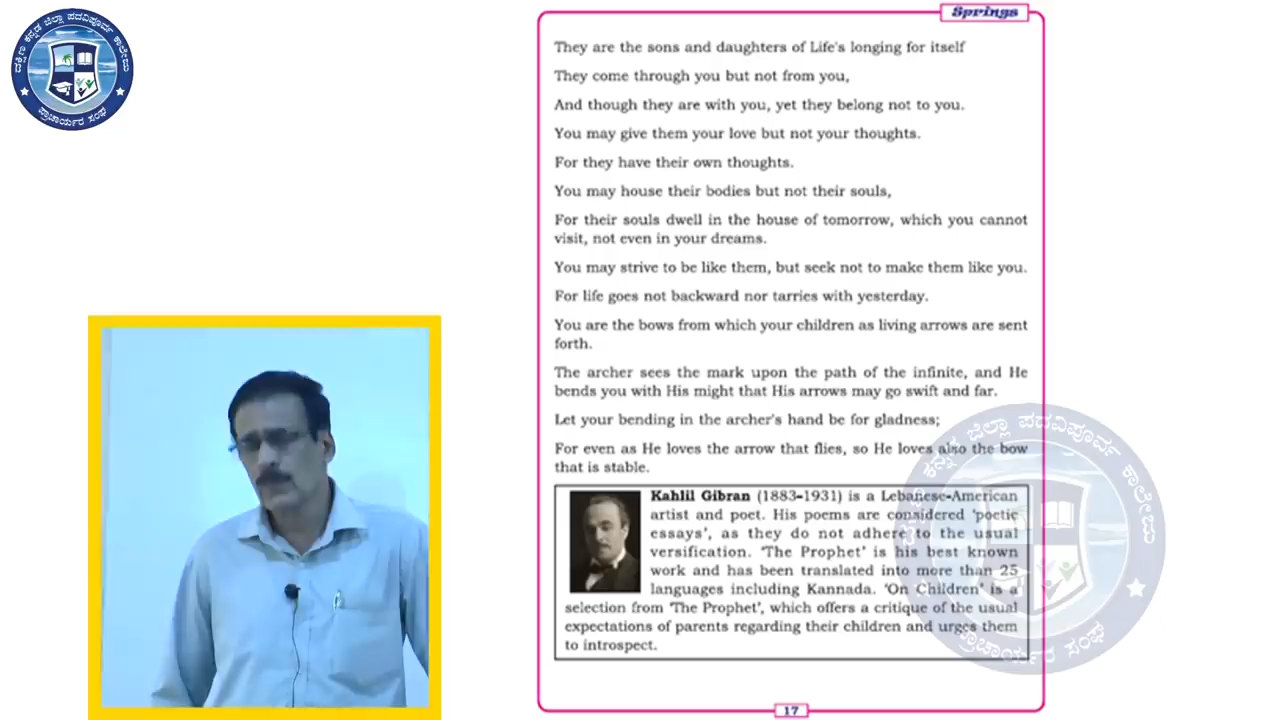 ದಕ್ಷಿಣ ಕನ್ನಡ ಜಿಲ್ಲಾ ಪದವಿಪೂರ್ವ ಕಾಲೇಜು
ಪ್ರಾಚಾರ್ಯರ ಸಂಘ
Springs
They are the sons and daughters of Life's longing for itself
They come through you but not from you,
And though they are with you, yet they belong not to you.
You may give them your love but not your thoughts.
For they have their own thoughts.
You may house their bodies but not their souls,
For their souls dwell in the house of tomorrow, which you cannot
visit, not even in your dreams.
You may strive to be like them, but seek not to make them like you.
For life goes not backward nor tarries with yesterday.
You are the bows from which your children as living arrows are sent
forth.
The archer sees the mark upon the path of the infinite, and He
bends you with His might that His arrows may go swift and far.
Let your bending in the archer's hand be for gladness;
For even as He loves the arrow that flies, so He loves also the bow
that is stable.
Kahlil Gibran (1883-1931) is a Lebanese-American
artist and poet. His poems are considered 'poetic
essays', as they do not adhere to the usual
versification. 'The Prophet' is his best known
work and has been translated into more than 25
languages including Kannada. 'On Children' is a
selection from 'The Prophet', which offers a critique of the usual
expectations of parents regarding their children and urges them
to introspect.
17
ದಕ್ಷಿಣ ಕನ್ನಡ ಜಿಲ್ಲಾ ಪದವಿಪೂರ್ವ ಕಾಲೇಜು
ಪ್ರಾಚಾರ್ಯರ ಸಂಘ